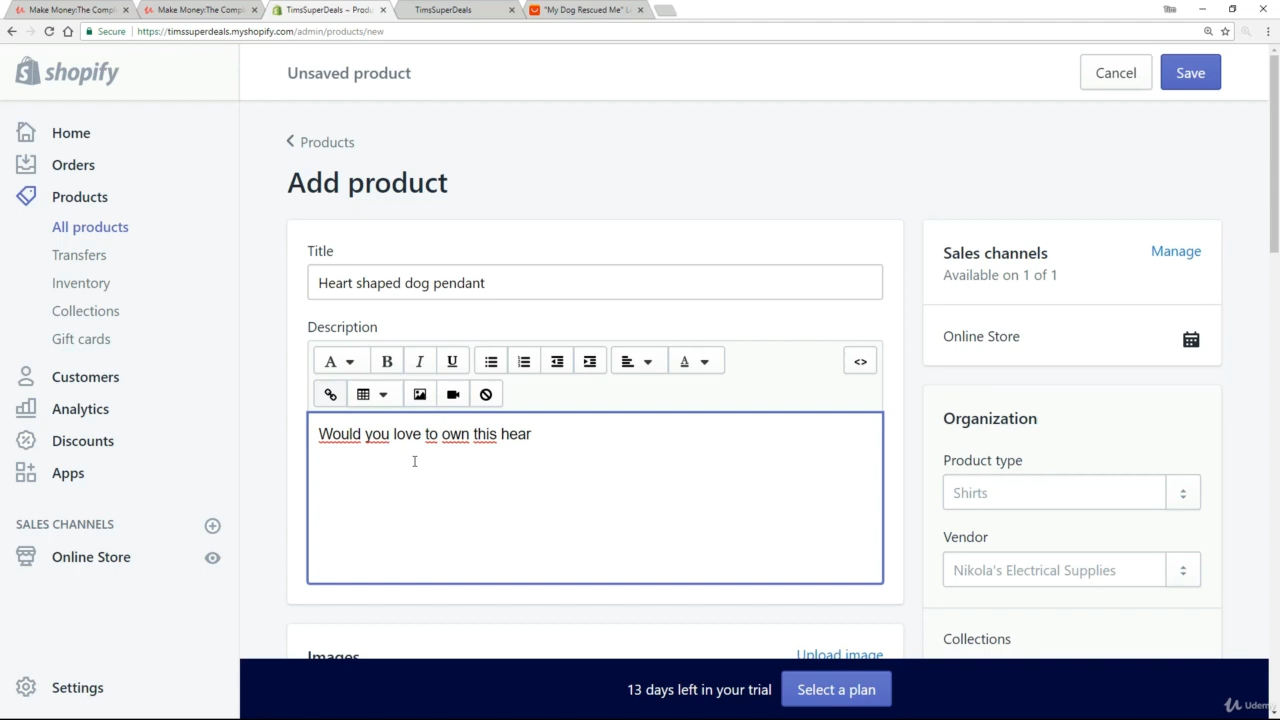 Make Money:The Compl
Make Money:The Compl
TimsSuperDeals ~ Produ
TimsSuperDeals
"My Dog Rescued Me" L
Tim
Secure
https://timssuperdeals.myshopify.com/admin/products/new
shopify
Unsaved product
Cancel
Save
Home
Orders
Products
All products
Transfers
Inventory
Collections
Gift cards
Customers
Analytics
Discounts
Apps
SALES CHANNELS
Online Store
Settings
Products
Add product
Title
Heart shaped dog pendant
Description
A
B
I
U
A
<>
Would you love to own this hear
Images
Upload image
Sales channels
Manage
Available on 1 of 1
Online Store
Organization
Product type
Shirts
Vendor
Nikola's Electrical Supplies
Collections
13 days left in your trial
Select a plan
Udemy